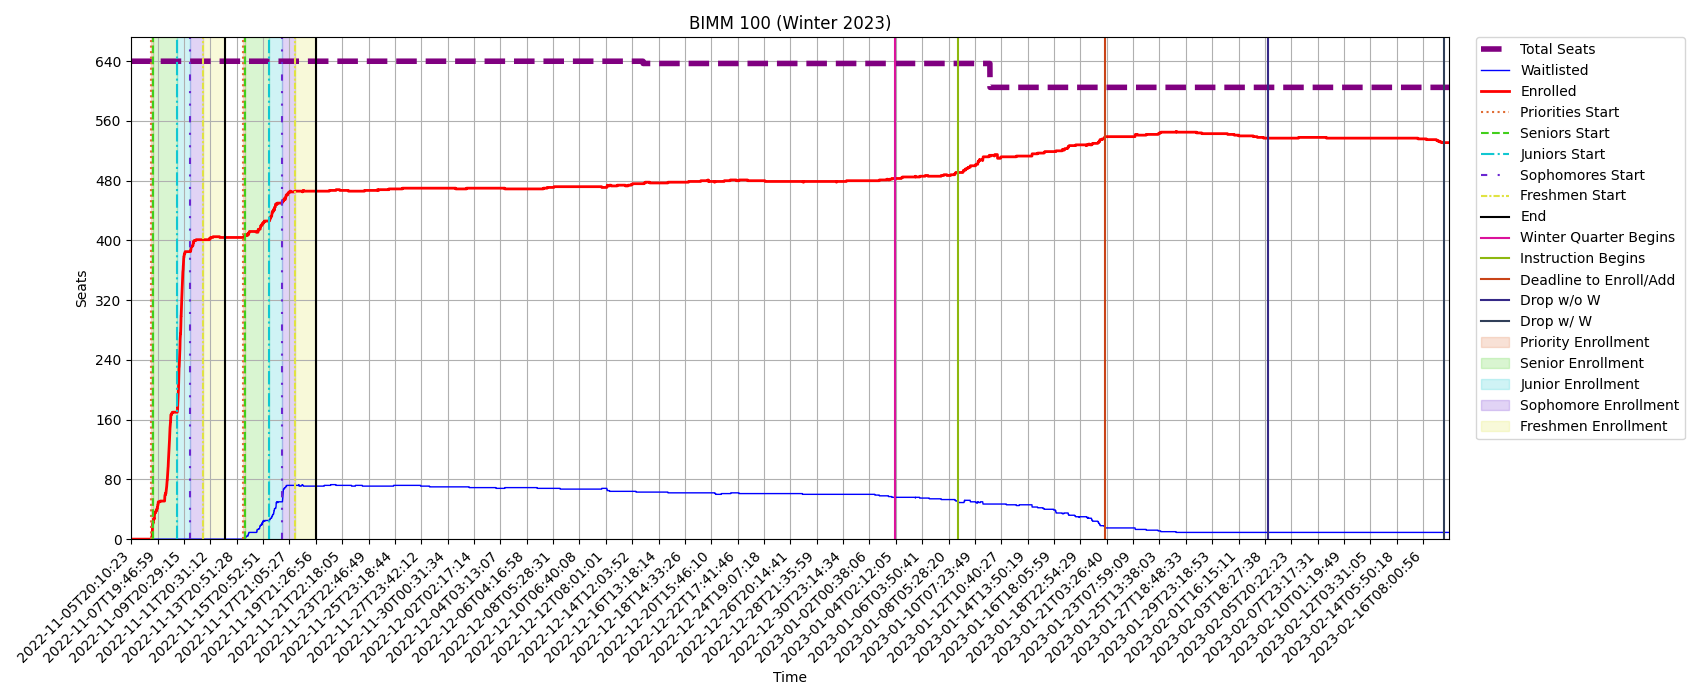 BIMM 100 (Winter 2023)
Seats
640
560
480
400
320
240
160
80
0
2022-11-05T20:10:23
2022-11-07T19:46:59
2022-11-09T20:29:15
2022-11-11T20:31:12
2022-11-13T20:51:28
2022-11-15T20:52:51
2022-11-17T21:05:27
2022-11-19T21:26:56
2022-11-21T22:18:05
2022-11-23T22:46:49
2022-11-25T23:18:44
2022-11-27T23:42:12
2022-11-30T00:31:34
2022-12-02T02:17:14
2022-12-04T03:13:07
2022-12-06T04:16:58
2022-12-08T05:28:31
2022-12-10T06:40:08
2022-12-12T08:01:01
2022-12-14T12:03:52
2022-12-16T13:18:14
2022-12-18T14:33:26
2022-12-20T15:46:10
2022-12-22T17:41:46
2022-12-24T19:07:18
2022-12-26T20:14:41
2022-12-28T21:35:59
2022-12-30T23:14:34
2023-01-02T00:38:06
2023-01-04T02:12:05
2023-01-06T03:50:41
2023-01-08T05:28:20
2023-01-10T07:23:49
2023-01-12T10:40:27
2023-01-14T13:50:19
2023-01-16T18:05:59
2023-01-18T22:54:29
2023-01-21T03:26:40
2023-01-23T07:59:09
2023-01-25T13:38:03
2023-01-27T18:48:33
2023-01-29T23:18:53
2023-02-01T16:15:11
2023-02-03T18:27:38
2023-02-05T20:22:23
2023-02-07T23:17:31
2023-02-10T01:19:49
2023-02-12T03:31:05
2023-02-14T05:50:18
2023-02-16T08:00:56
Time
Total Seats
Waitlisted
Enrolled
Priorities Start
Seniors Start
Juniors Start
Sophomores Start
Freshmen Start
End
Winter Quarter Begins
Instruction Begins
Deadline to Enroll/Add
Drop w/o W
Drop w/ W
Priority Enrollment
Senior Enrollment
Junior Enrollment
Sophomore Enrollment
Freshmen Enrollment